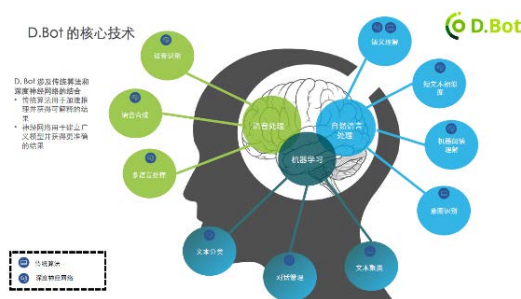 D.Bot 的核心技术
D.Bot
D. Bot 涉及传统算法和
深度神经网络的结合
• 传统算法用于加速推
理并获得可解释的结
果
• 神经网络用于建立广
义模型并获得更准确
的结果
语音识别
语音合成
多语言处理
语音处理
自然语言
处理
机器学习
语义理解
短文本相似
度
机器阅读
理解
意图识别
文本分类
对话管理
文本聚类
传统算法
深度神经网络